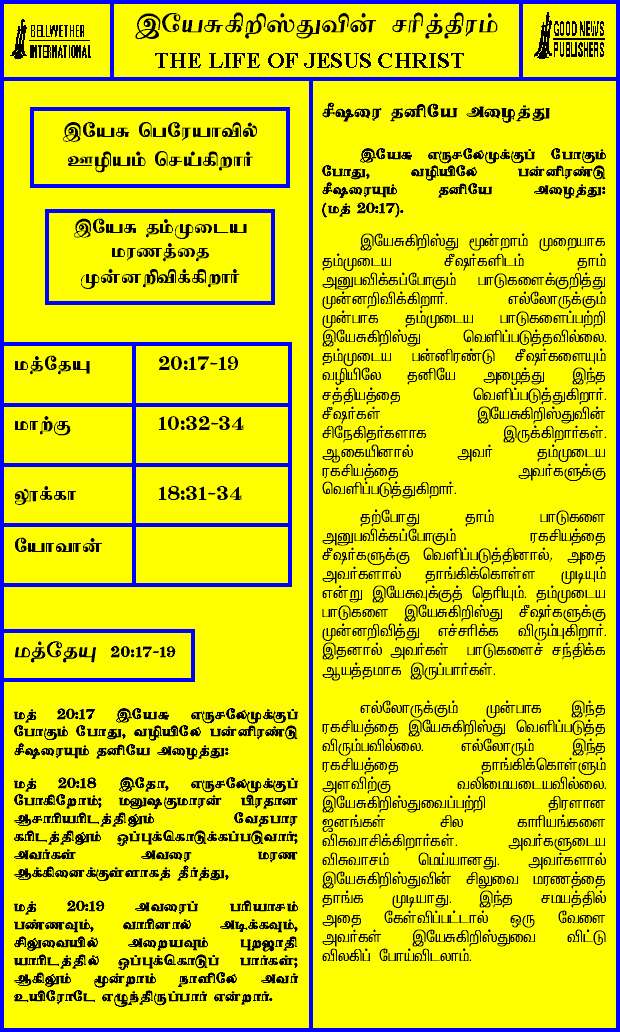 BELLWETHER
INTERNATIONAL
இயேசுகிறிஸ்துவின் சரித்திரம்
THE LIFE OF JESUS CHRIST
GOOD NEWS
PUBLISHERS
இயேசு பெரேயாவில்
ஊழியம் செய்கிறார்
இயேசு தம்முடைய
மரணத்தை
முன்னறிவிக்கிறார்
மத்தேயு 20:17-19
மாற்கு 10:32-34
லூக்கா 18:31-34
யோவான்
மத்தேயு 20:17-19
மத் 20:17 இயேசு எருசலேமுக்குப்
போகும் போது, வழியிலே பன்னிரண்டு
சீஷரையும் தனியே அழைத்து:
மத் 20:18 இதோ, எருசலேமுக்குப்
போகிறோம்; மனுஷகுமாரன் பிரதான
ஆசாரியரிடத்திலும் வேதபார
கரிடத்திலும் ஒப்புக்கொடுக்கப்படுவார்;
அவர்கள் அவரை மரண
ஆக்கினைக்குள்ளாகத் தீர்த்து,
மத் 20:19 அவரைப் பரியாசம்
பண்ணவும், வாரினால் அடிக்கவும்,
சிலுவையில் அறையவும் புறஜாதி
யாரிடத்தில் ஒப்புக்கொடுப் பார்கள்;
ஆகிலும் மூன்றாம் நாளிலே அவர்
உயிரோடே எழுந்திருப்பார் என்றார்.
சீஷரை தனியே அழைத்து
இயேசு எருசலேமுக்குப் போகும்
போது, வழியிலே பன்னிரண்டு
சீஷரையும் தனியே அழைத்து:
(மத் 20:17).
இயேசுகிறிஸ்து மூன்றாம் முறையாக
தம்முடைய சீஷர்களிடம் தாம்
அனுபவிக்கப்போகும் பாடுகளைக்குறித்து
முன்னறிவிக்கிறார். எல்லோருக்கும்
முன்பாக தம்முடைய பாடுகளைப்பற்றி
இயேசுகிறிஸ்து வெளிப்படுத்தவில்லை.
தம்முடைய பன்னிரண்டு சீஷர்களையும்
வழியிலே தனியே அழைத்து இந்த
சத்தியத்தை வெளிப்படுத்துகிறார்.
சீஷர்கள் இயேசுகிறிஸ்துவின்
சிநேகிதர்களாக இருக்கிறார்கள்.
ஆகையினால் அவர் தம்முடைய
ரகசியத்தை அவர்களுக்கு
வெளிப்படுத்துகிறார்.
தற்போது தாம் பாடுகளை
அனுபவிக்கப்போகும் ரகசியத்தை
சீஷர்களுக்கு வெளிப்படுத்தினால், அதை
அவர்களால் தாங்கிக்கொள்ள முடியும்
என்று இயேசுவுக்குத் தெரியும். தம்முடைய
பாடுகளை இயேசுகிறிஸ்து சீஷர்களுக்கு
முன்னறிவித்து எச்சரிக்க விரும்புகிறார்.
இதனால் அவர்கள் பாடுகளைச் சந்திக்க
ஆயத்தமாக இருப்பார்கள்.
எல்லோருக்கும் முன்பாக இந்த
ரகசியத்தை இயேசுகிறிஸ்து வெளிப்படுத்த
விரும்பவில்லை. எல்லோரும் இந்த
ரகசியத்தை தாங்கிக்கொள்ளும்
அளவிற்கு வலிமையடையவில்லை.
இயேசுகிறிஸ்துவைப்பற்றி திரளான
ஜனங்கள் சில காரியங்களை
விசுவாசிக்கிறார்கள். அவர்களுடைய
விசுவாசம் மெய்யானது. அவர்களால்
இயேசுகிறிஸ்துவின் சிலுவை மரணத்தை
தாங்க முடியாது. இந்த சமயத்தில்
அதை கேள்விப்பட்டால் ஒரு வேளை
அவர்கள் இயேசுகிறிஸ்துவை விட்டு
விலகிப் போய்விடலாம்.